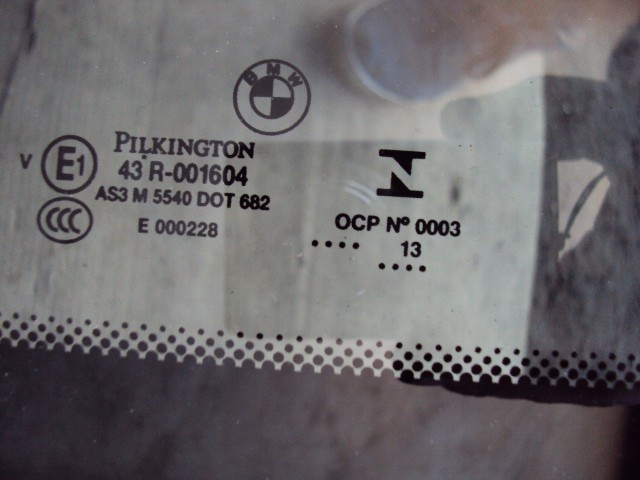 BMW
PILKINGTON
V E1 43 R-001604
AS3 M 5540 DOT 682
CCC
E 000228
OCP Nº 0003
.... 13
....